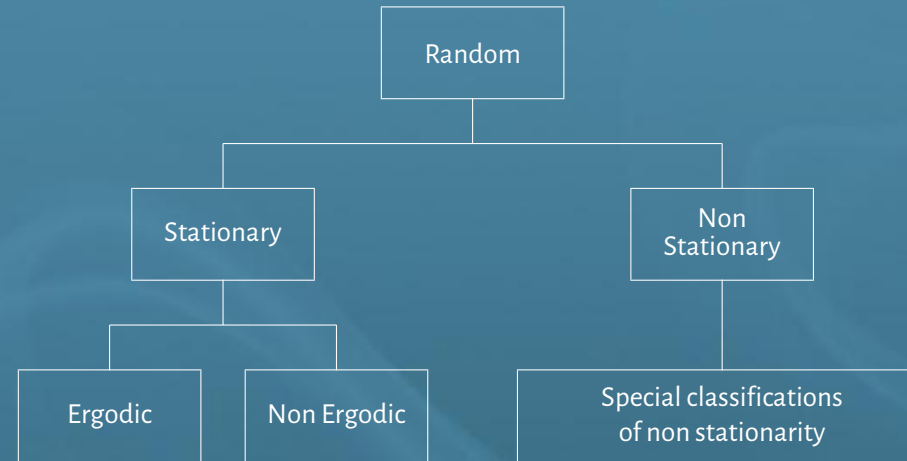 Random
Stationary
Non
Stationary
Ergodic
Non Ergodic
Special classifications
of non stationarity